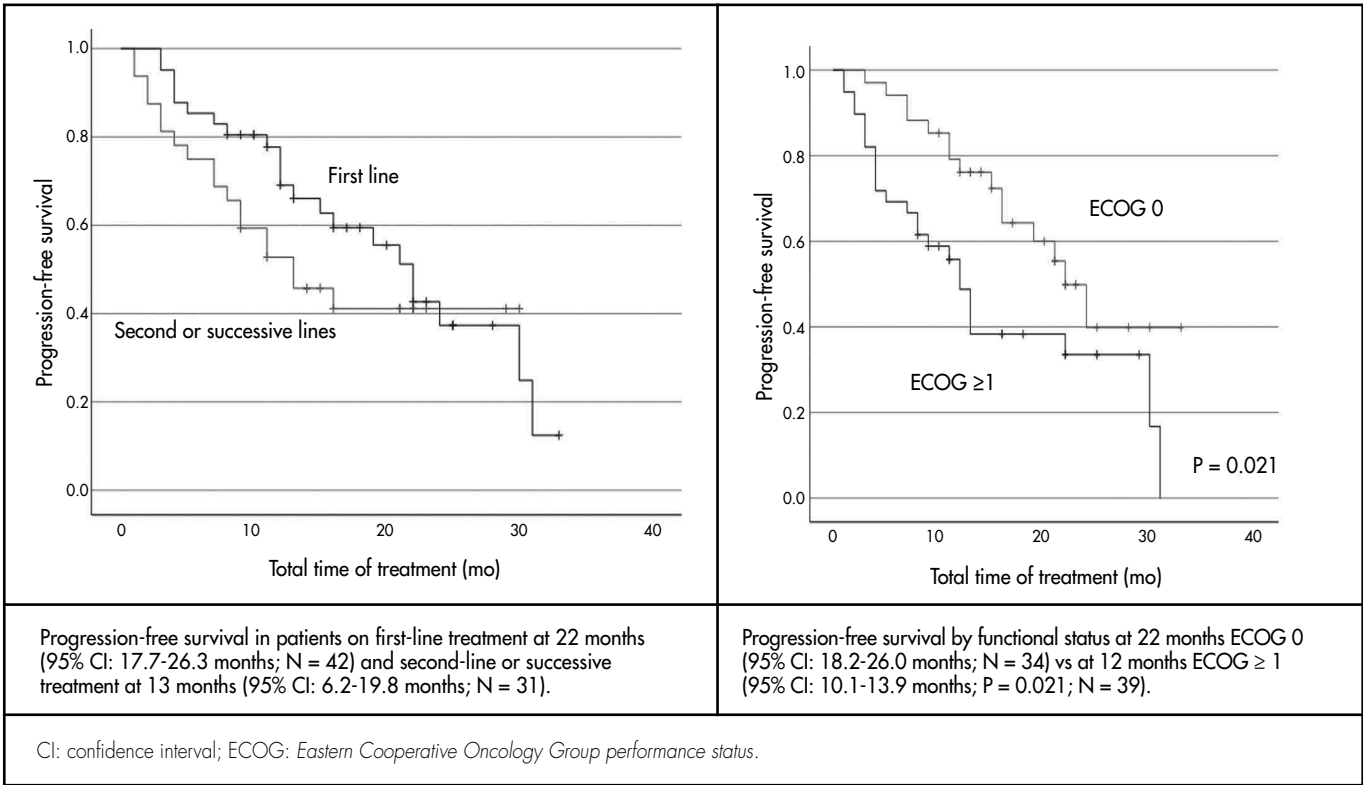 1.0
0.8
0.6
0.4
0.2
0.0
Progression-free survival
First line
Second or successive lines
0 10 20 30 40
Total time of treatment (mo)
1.0
0.8
0.6
0.4
0.2
0.0
Progression-free survival
ECOG 0
ECOG ≥1
P = 0.021
0 10 20 30 40
Total time of treatment (mo)
Progression-free survival in patients on first-line treatment at 22 months
(95% CI: 17.7-26.3 months; N = 42) and second-line or successive
treatment at 13 months (95% CI: 6.2-19.8 months; N = 31).
Progression-free survival by functional status at 22 months ECOG 0
(95% CI: 18.2-26.0 months; N = 34) vs at 12 months ECOG ≥ 1
(95% CI: 10.1-13.9 months; P = 0.021; N = 39).
CI: confidence interval; ECOG: Eastern Cooperative Oncology Group performance status.